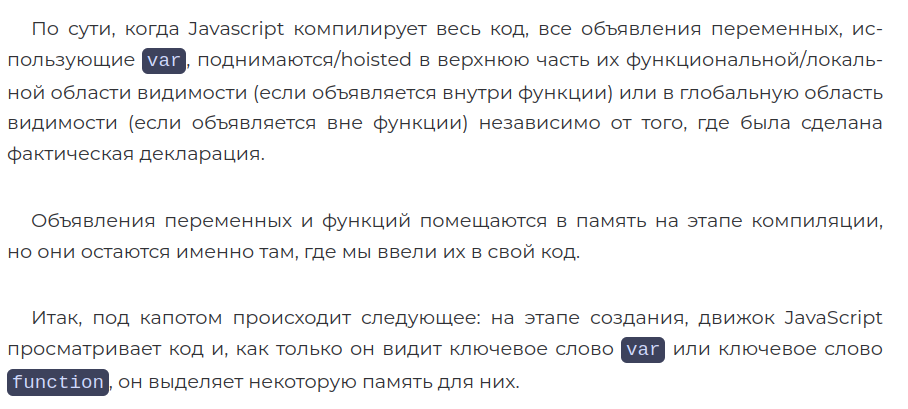 По сути, когда Javascript компилирует весь код, все объявления переменных, ис-
пользующие var, поднимаются/hoisted в верхнюю часть их функциональной/локаль-
ной области видимости (если объявляется внутри функции) или в глобальную область
видимости (если объявляется вне функции) независимо от того, где была сделана
фактическая декларация.
Объявления переменных и функций помещаются в память на этапе компиляции,
но они остаются именно там, где мы ввели их в свой код.
Итак, под капотом происходит следующее: на этапе создания, движок JavaScript
просматривает код и, как только он видит ключевое слово var или ключевое слово
function, он выделяет некоторую память для них.